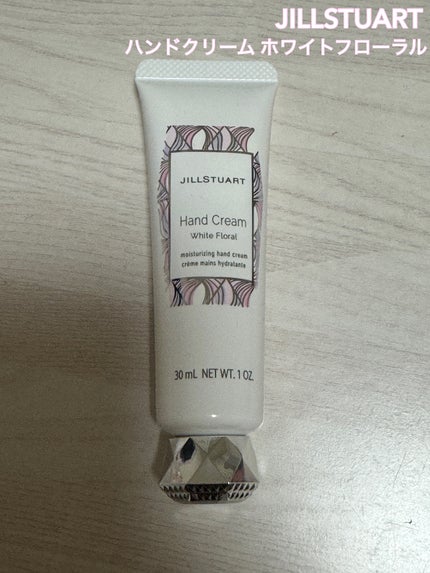 JILLSTUART
ハンドクリーム ホワイトフローラル
JILLSTUART
Hand Cream
White Floral
moisturizing hand cream
crème mains hydratante
30 mL NET WT. 1 OZ.